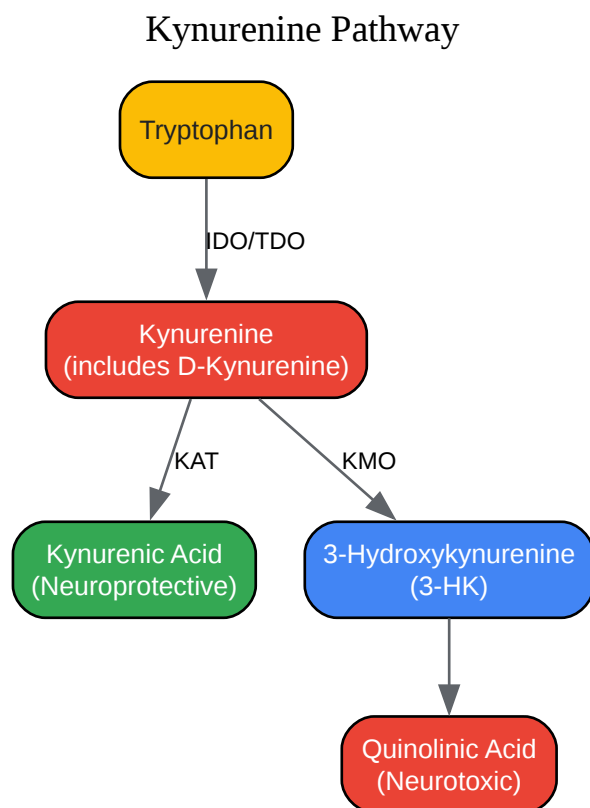 Kynurenine Pathway
Tryptophan
IDO/TDO
Kynurenine
(includes D-Kynurenine)
KAT
KMO
Kynurenic Acid
(Neuroprotective)
3-Hydroxykynurenine
(3-HK)
Quinolinic Acid
(Neurotoxic)